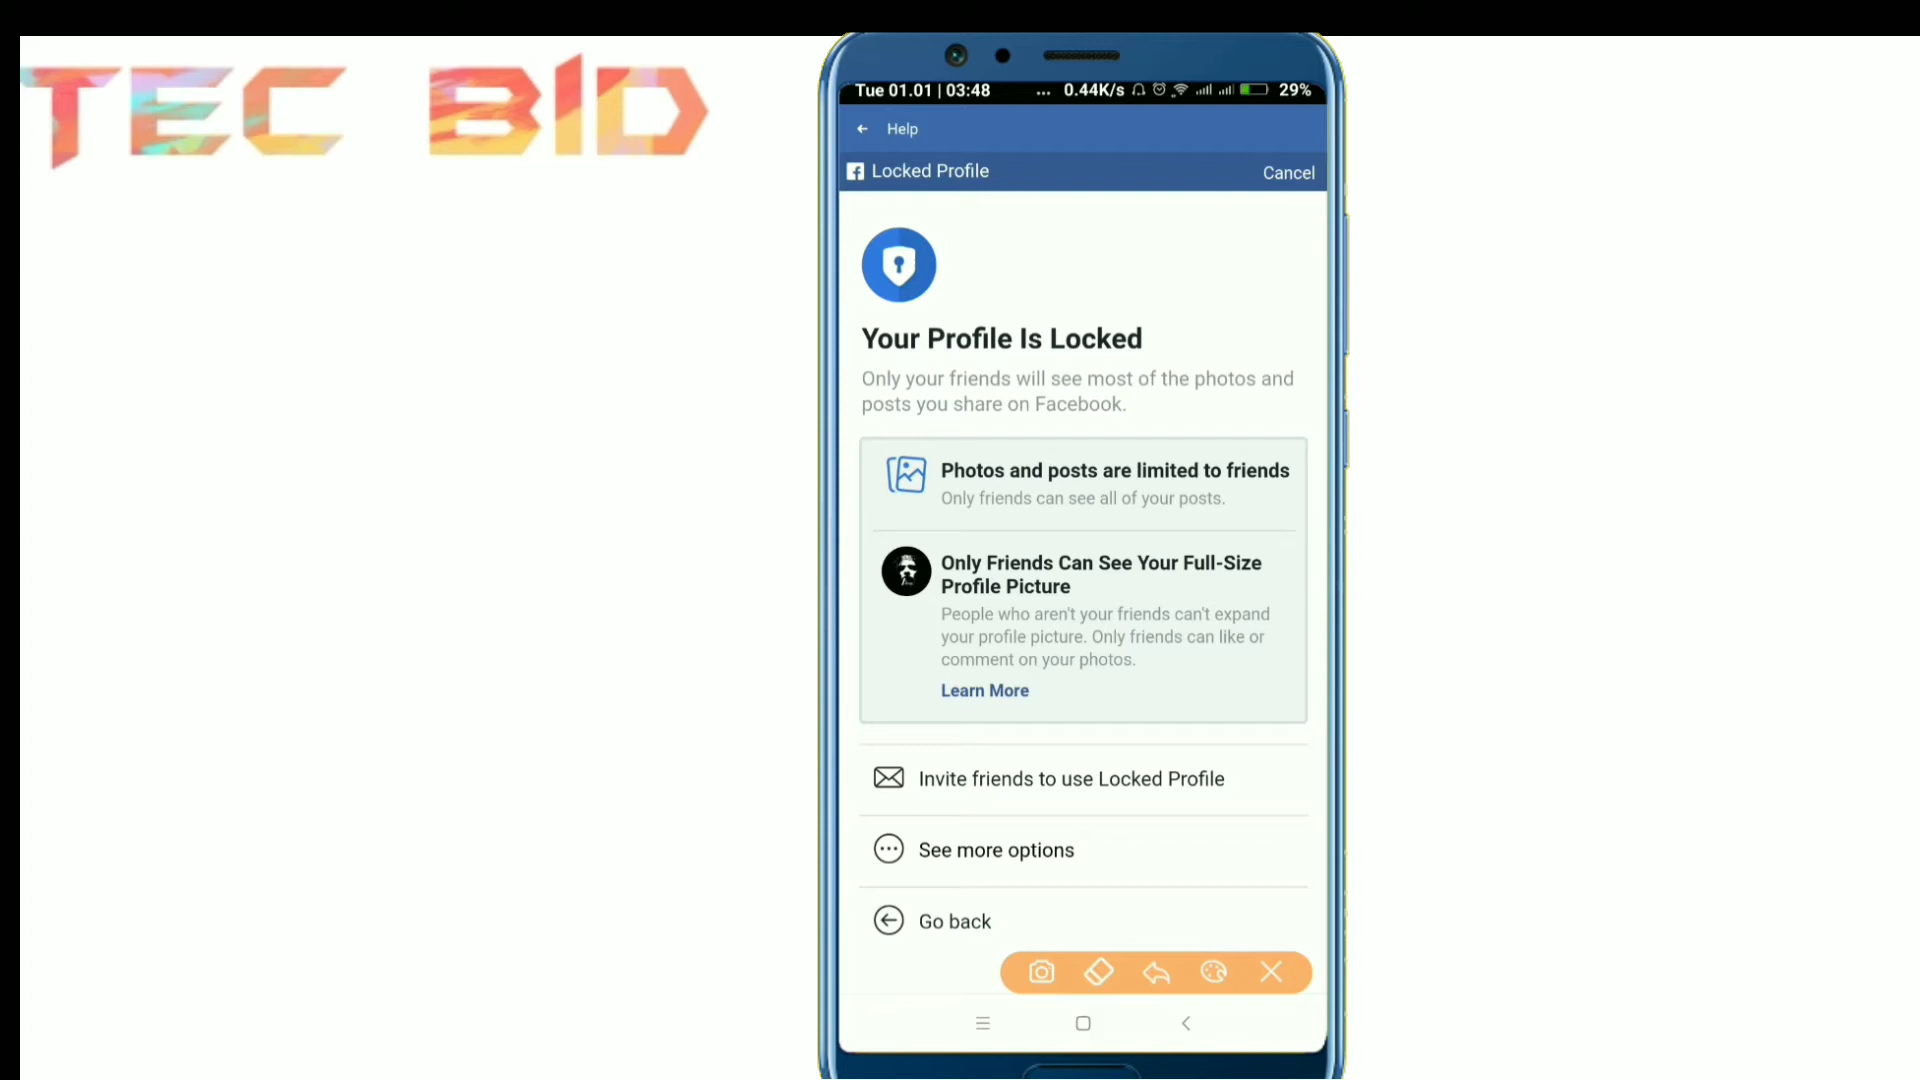 TEC BID
Tue 01.01 | 03:48 ... 0.44K/s 29%
Help
Locked Profile
Cancel
Your Profile Is Locked
Only your friends will see most of the photos and
posts you share on Facebook.
Photos and posts are limited to friends
Only friends can see all of your posts.
Only Friends Can See Your Full-Size
Profile Picture
People who aren't your friends can't expand
your profile picture. Only friends can like or
comment on your photos.
Learn More
Invite friends to use Locked Profile
See more options
Go back